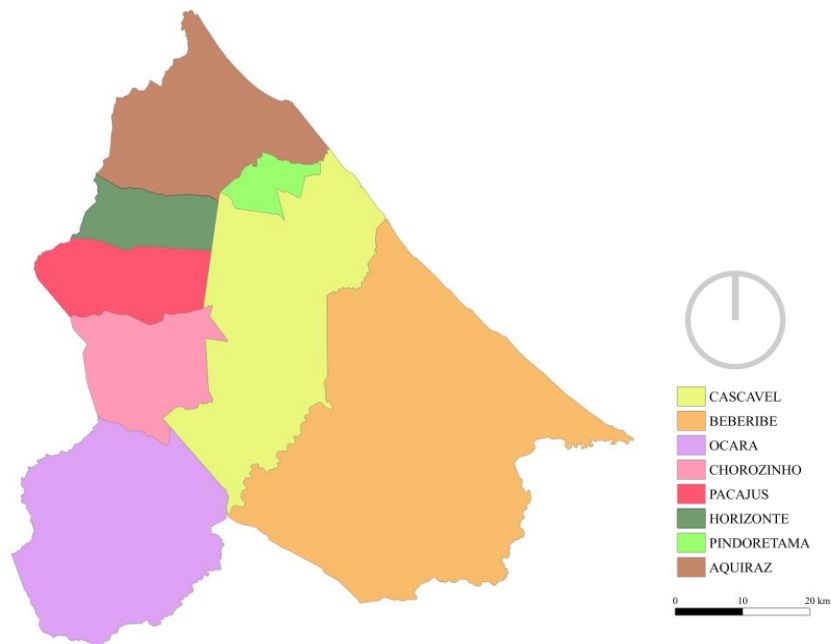 CASCAVEL
BEBERIBE
OCARA
CHOROZINHO
PACAJUS
HORIZONTE
PINDORETAMA
AQUIRAZ
0 10 20 km